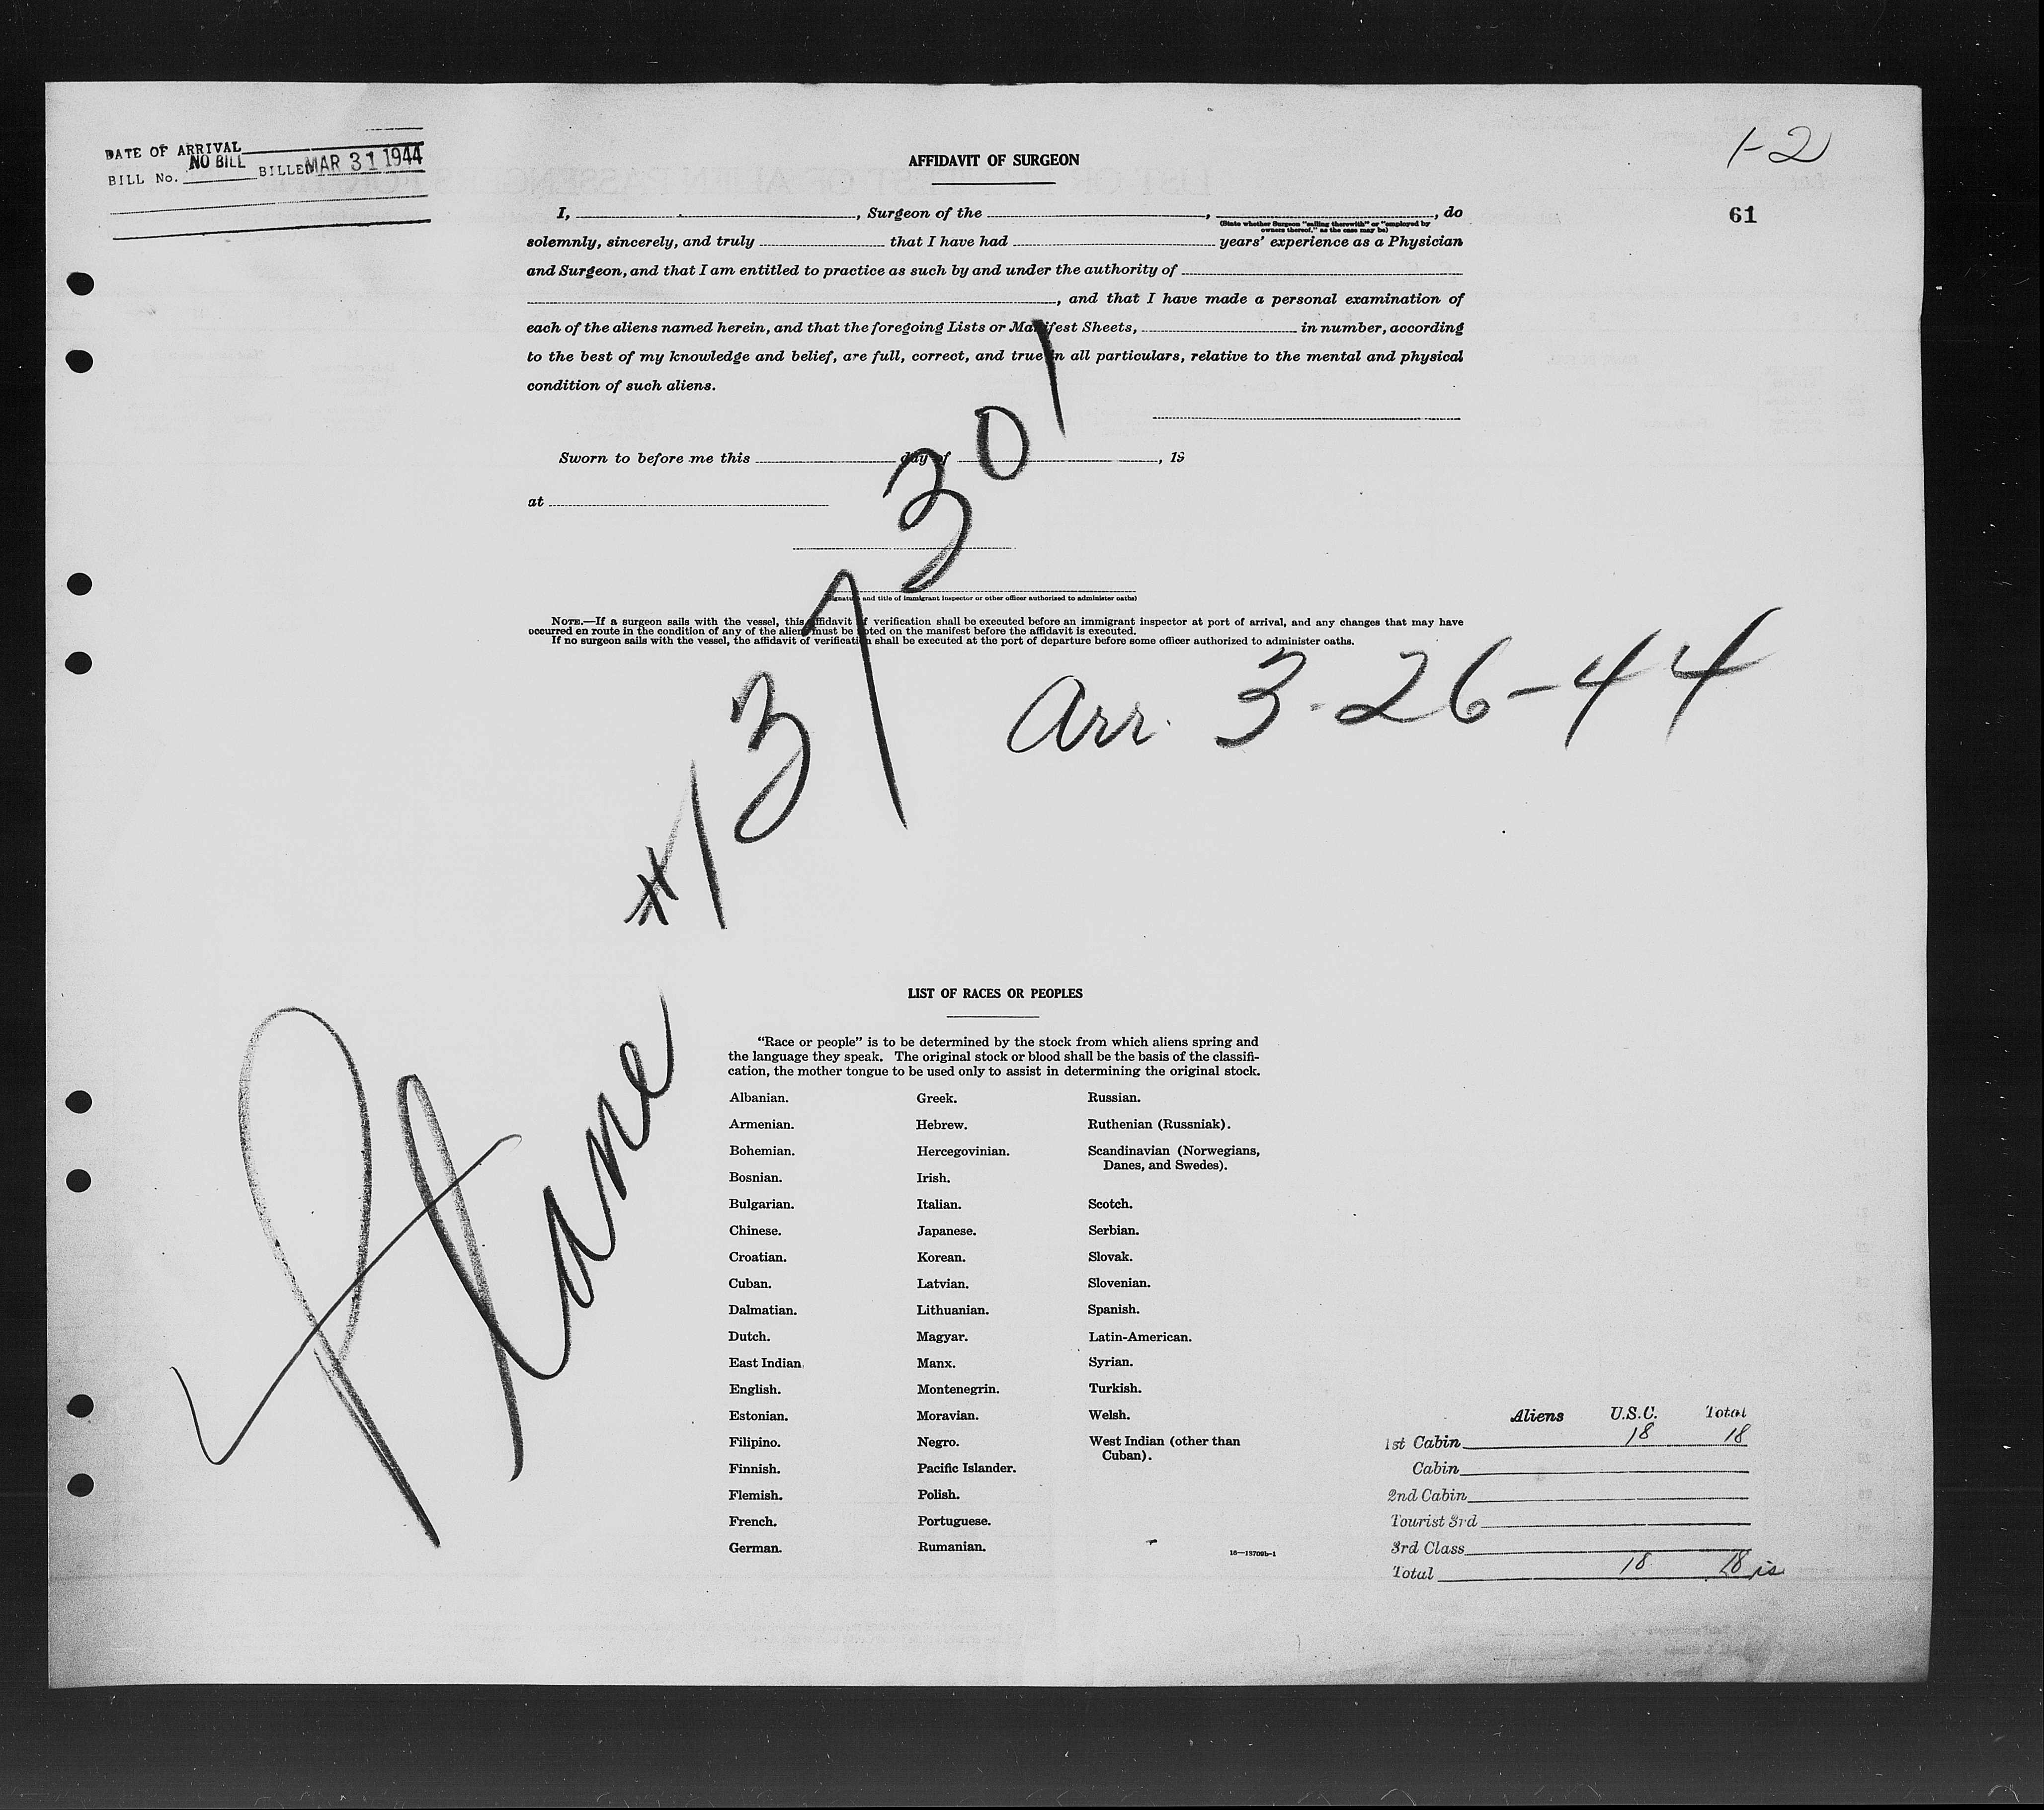 DATE OF ARRIVAL
BILL No. NO BILL BILLED MAR 31 1944
1-2
61
AFFIDAVIT OF SURGEON
I, , Surgeon of the , , do
(State whether Surgeon "sailing therewith" or "employed by
owners thereof," as the case may be)
solemnly, sincerely, and truly that I have had years' experience as a Physician
and Surgeon, and that I am entitled to practice as such by and under the authority of
, and that I have made a personal examination of
each of the aliens named herein, and that the foregoing Lists or Manifest Sheets, in number, according
to the best of my knowledge and belief, are full, correct, and true in all particulars, relative to the mental and physical
condition of such aliens.
Sworn to before me this day of , 19
at
(Signature and title of immigrant inspector or other officer authorized to administer oaths)
NOTE.—If a surgeon sails with the vessel, this affidavit of verification shall be executed before an immigrant inspector at port of arrival, and any changes that may have
occurred en route in the condition of any of the aliens must be noted on the manifest before the affidavit is executed.
If no surgeon sails with the vessel, the affidavit of verification shall be executed at the port of departure before some officer authorized to administer oaths.
Plane #137301
Arr. 3-26-44
LIST OF RACES OR PEOPLES
"Race or people" is to be determined by the stock from which aliens spring and
the language they speak. The original stock or blood shall be the basis of the classifi-
cation, the mother tongue to be used only to assist in determining the original stock.
Albanian.
Armenian.
Bohemian.
Bosnian.
Bulgarian.
Chinese.
Croatian.
Cuban.
Dalmatian.
Dutch.
East Indian
English.
Estonian.
Filipino.
Finnish.
Flemish.
French.
German.
Greek.
Hebrew.
Hercegovinian.
Irish.
Italian.
Japanese.
Korean.
Latvian.
Lithuanian.
Magyar.
Manx.
Montenegrin.
Moravian.
Negro.
Pacific Islander.
Polish.
Portuguese.
Rumanian.
Russian.
Ruthenian (Russniak).
Scandinavian (Norwegians,
Danes, and Swedes).
Scotch.
Serbian.
Slovak.
Slovenian.
Spanish.
Latin-American.
Syrian.
Turkish.
Welsh.
West Indian (other than
Cuban).
16—13709b-1
Aliens U.S.C. Total
1st Cabin 18 18
Cabin
2nd Cabin
Tourist 3rd
3rd Class
Total 18 18 is